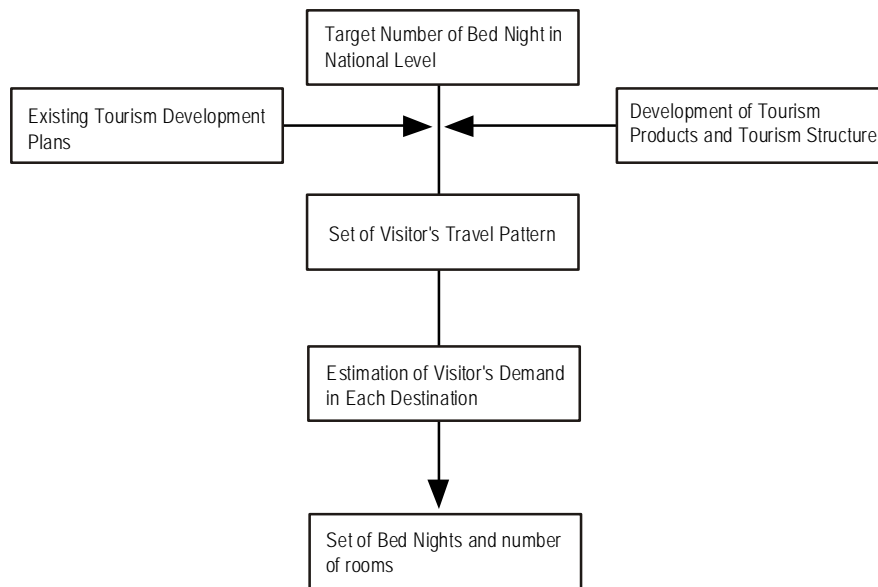 Target Number of Bed Night in
National Level
Existing Tourism Development
Plans
Development of Tourism
Products and Tourism Structure
Set of Visitor's Travel Pattern
Estimation of Visitor's Demand
in Each Destination
Set of Bed Nights and number
of rooms